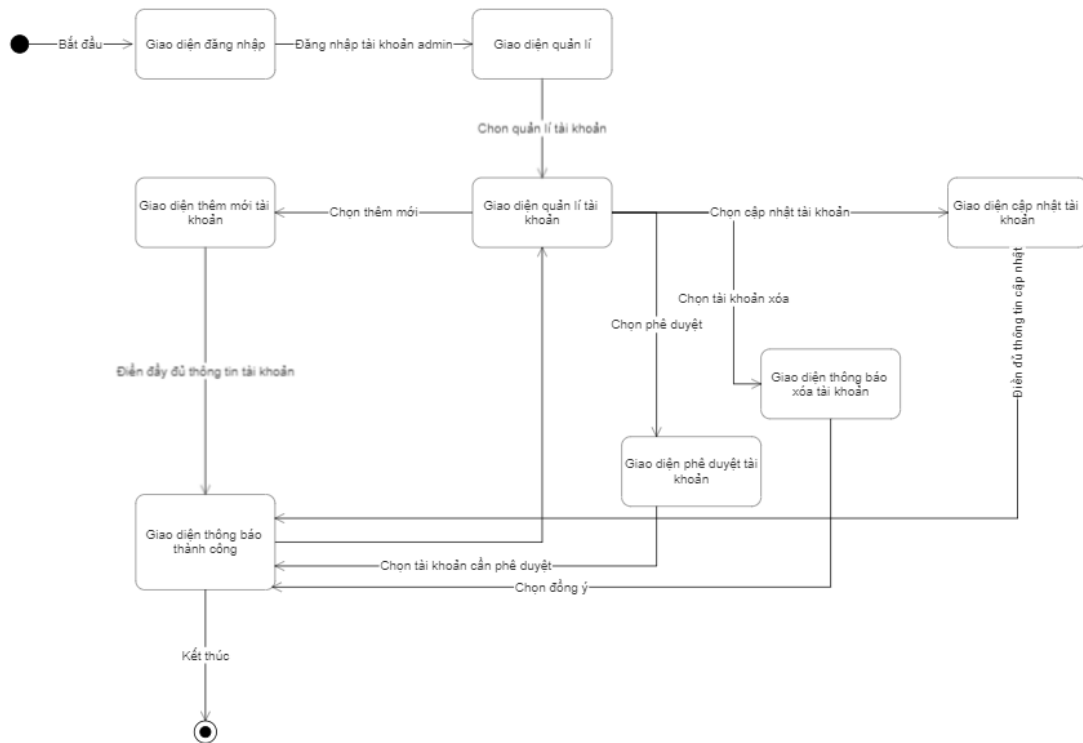 Bắt đầu
Giao diện đăng nhập
Đăng nhập tài khoản admin
Giao diện quản lí
Chon quản lí tài khoản
Giao diện thêm mới tài
khoản
Chọn thêm mới
Giao diện quản lí tài
khoản
Chọn cập nhật tài khoản
Giao diện cập nhật tài
khoản
Chọn tài khoản xóa
Chọn phê duyệt
Điền đủ thông tin cập nhật
Điền đầy đủ thông tin tài khoản
Giao diện thông báo
xóa tài khoản
Giao diện phê duyệt tài
khoản
Giao diện thông báo
thành công
Chọn tài khoản cần phê duyệt
Chọn đồng ý
Kết thúc